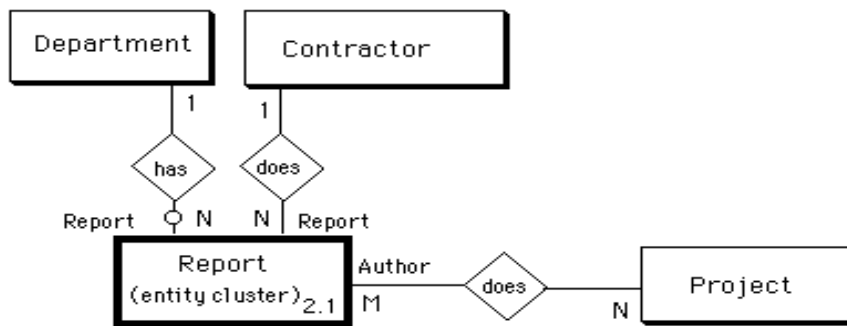 Department
Contractor
1
1
has
does
Report
N
N
Report
Report
(entity cluster)2.1
Author
M
does
N
Project